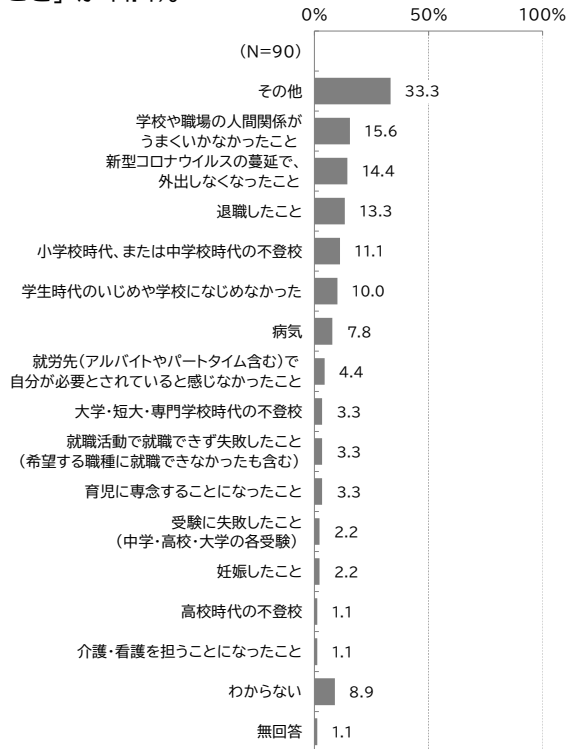 0% 50% 100%
(N=90)
その他 33.3
学校や職場の人間関係が
うまくいかなかったこと 15.6
新型コロナウイルスの蔓延で、
外出しなくなったこと 14.4
退職したこと 13.3
小学校時代、または中学校時代の不登校 11.1
学生時代のいじめや学校になじめなかった 10.0
病気 7.8
就労先(アルバイトやパートタイム含む)で
自分が必要とされていると感じなかったこと 4.4
大学・短大・専門学校時代の不登校 3.3
就職活動で就職できず失敗したこと
(希望する職種に就職できなかったも含む) 3.3
育児に専念することになったこと 3.3
受験に失敗したこと
(中学・高校・大学の各受験) 2.2
妊娠したこと 2.2
高校時代の不登校 1.1
介護・看護を担うことになったこと 1.1
わからない 8.9
無回答 1.1